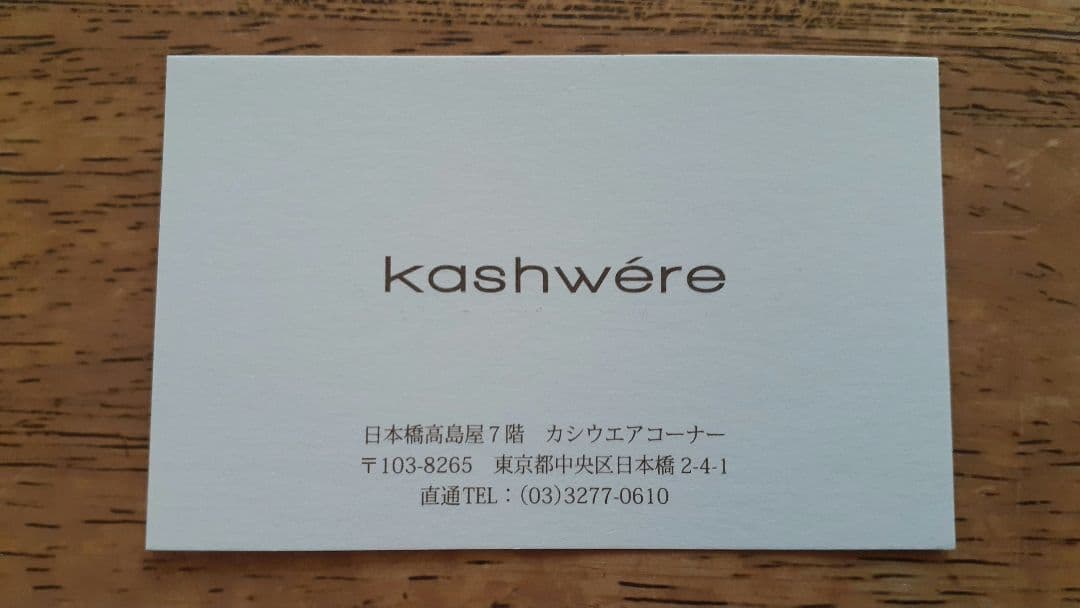 kashwére
日本橋高島屋7階　カシウエアコーナー
〒103-8265　東京都中央区日本橋 2-4-1
直通TEL：(03)3277-0610